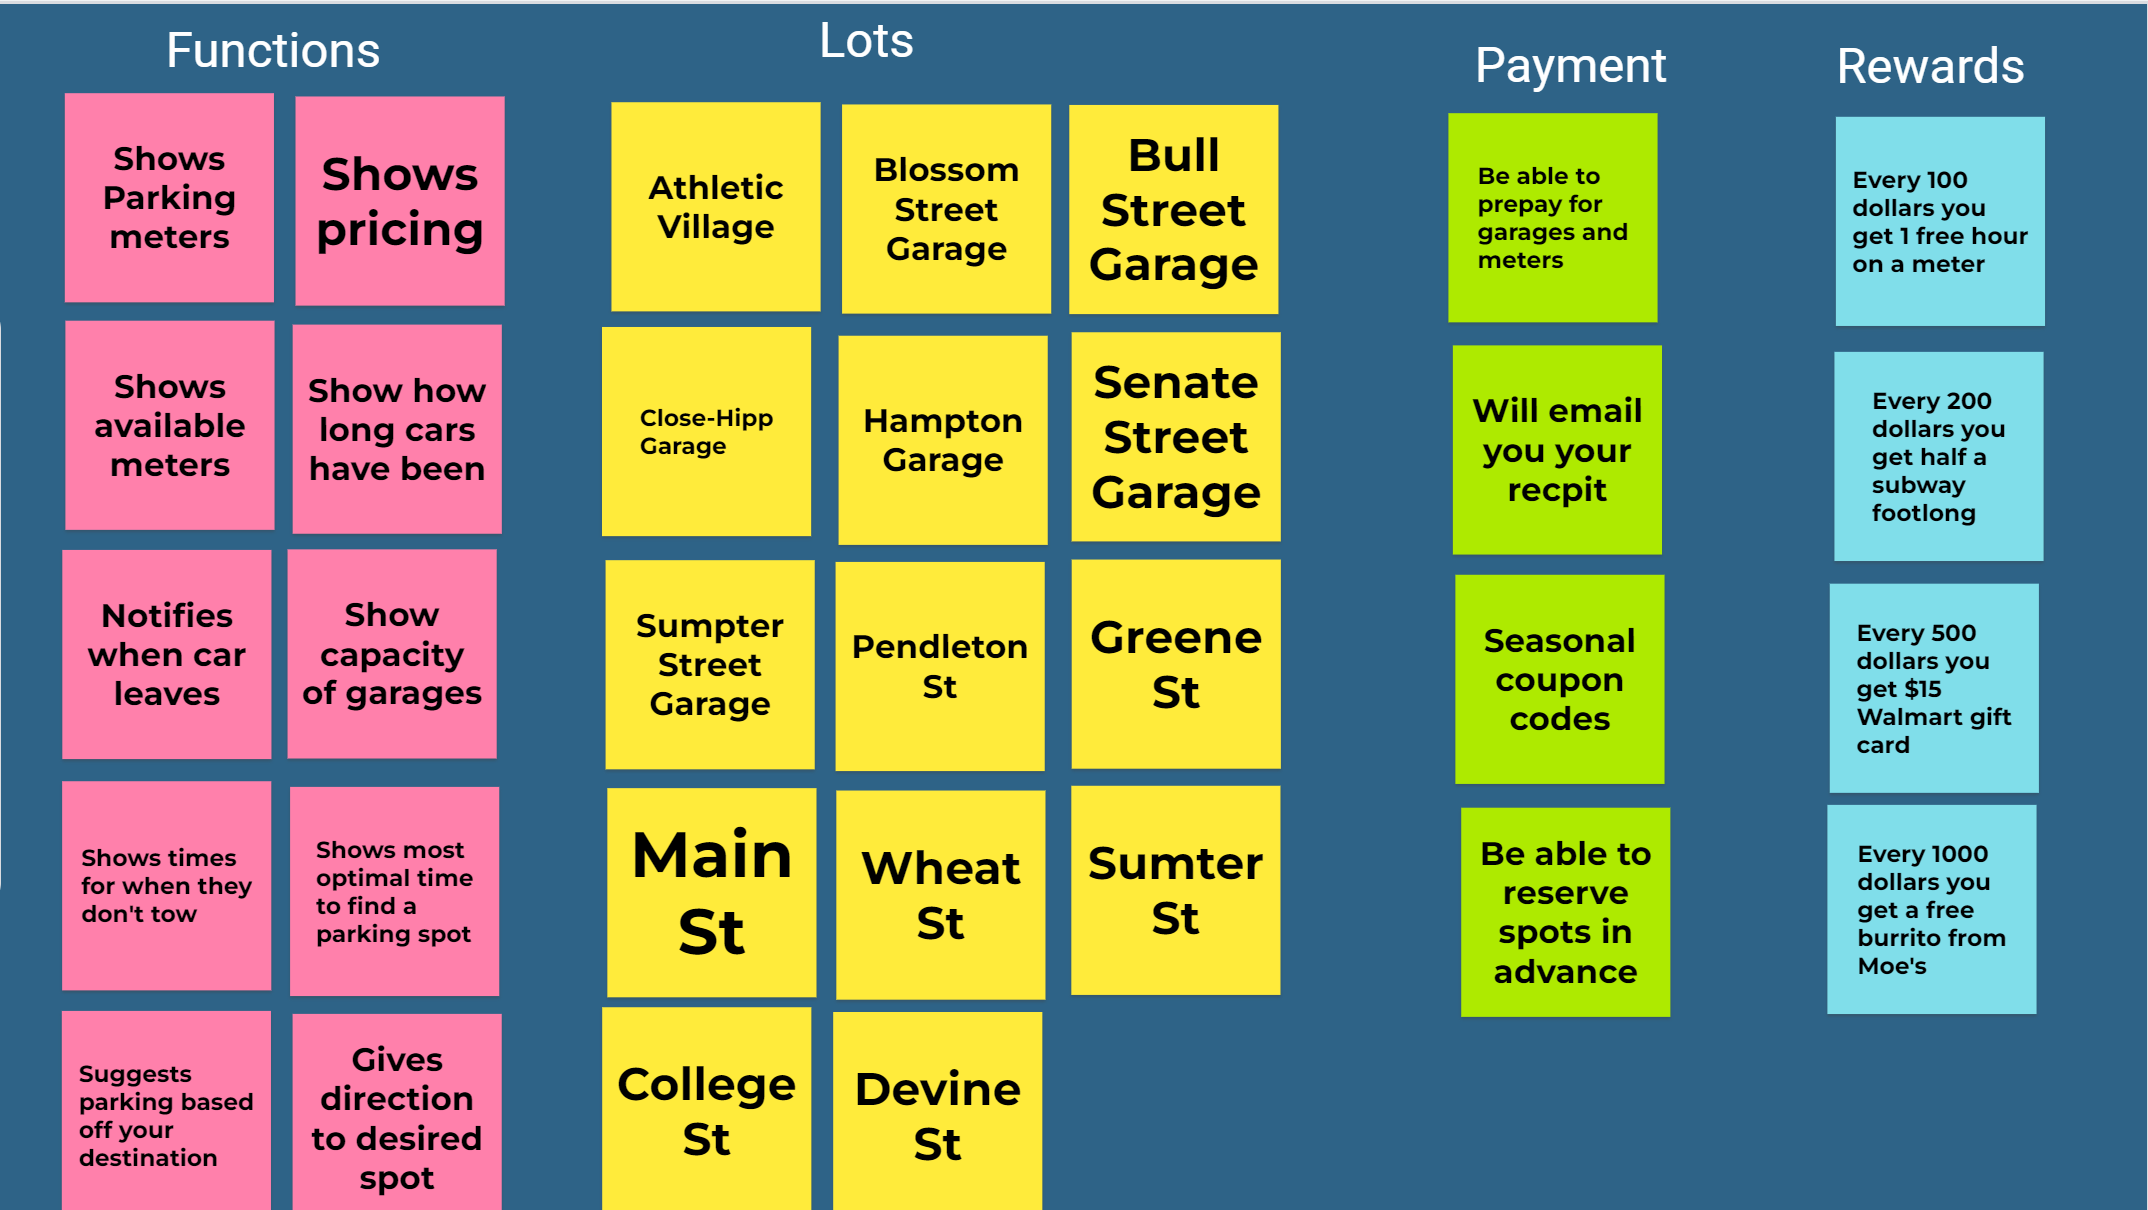 Functions
Shows
Parking
meters
Shows
pricing
Shows
available
meters
Show how
long cars
have been
Notifies
when car
leaves
Show
capacity
of garages
Shows times
for when they
don't tow
Shows most
optimal time
to find a
parking spot
Suggests
parking based
off your
destination
Gives
direction
to desired
spot
Lots
Athletic
Village
Blossom
Street
Garage
Bull
Street
Garage
Close-Hipp
Garage
Hampton
Garage
Senate
Street
Garage
Sumpter
Street
Garage
Pendleton
St
Greene
St
Main
St
Wheat
St
Sumter
St
College
St
Devine
St
Payment
Be able to
prepay for
garages and
meters
Will email
you your
recpit
Seasonal
coupon
codes
Be able to
reserve
spots in
advance
Rewards
Every 100
dollars you
get 1 free hour
on a meter
Every 200
dollars you
get half a
subway
footlong
Every 500
dollars you
get $15
Walmart gift
card
Every 1000
dollars you
get a free
burrito from
Moe's